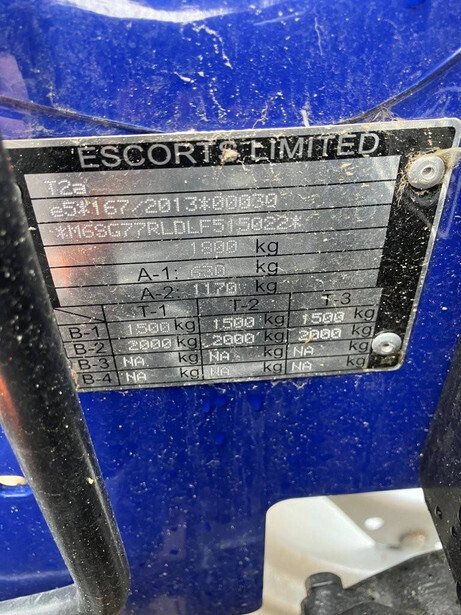 ESCORTS LIMITED
T2a
e5*167/2013*00030
*M6SG77RLDLF515022*
1800 kg
A-1: 630 kg
A-2: 1170 kg
T-1 T-2 T-3
B-1 1500 kg 1500 kg 1500 kg
B-2 2000 kg 2000 kg 2000 kg
B-3 NA kg NA kg NA kg
B-4 NA kg NA kg NA kg